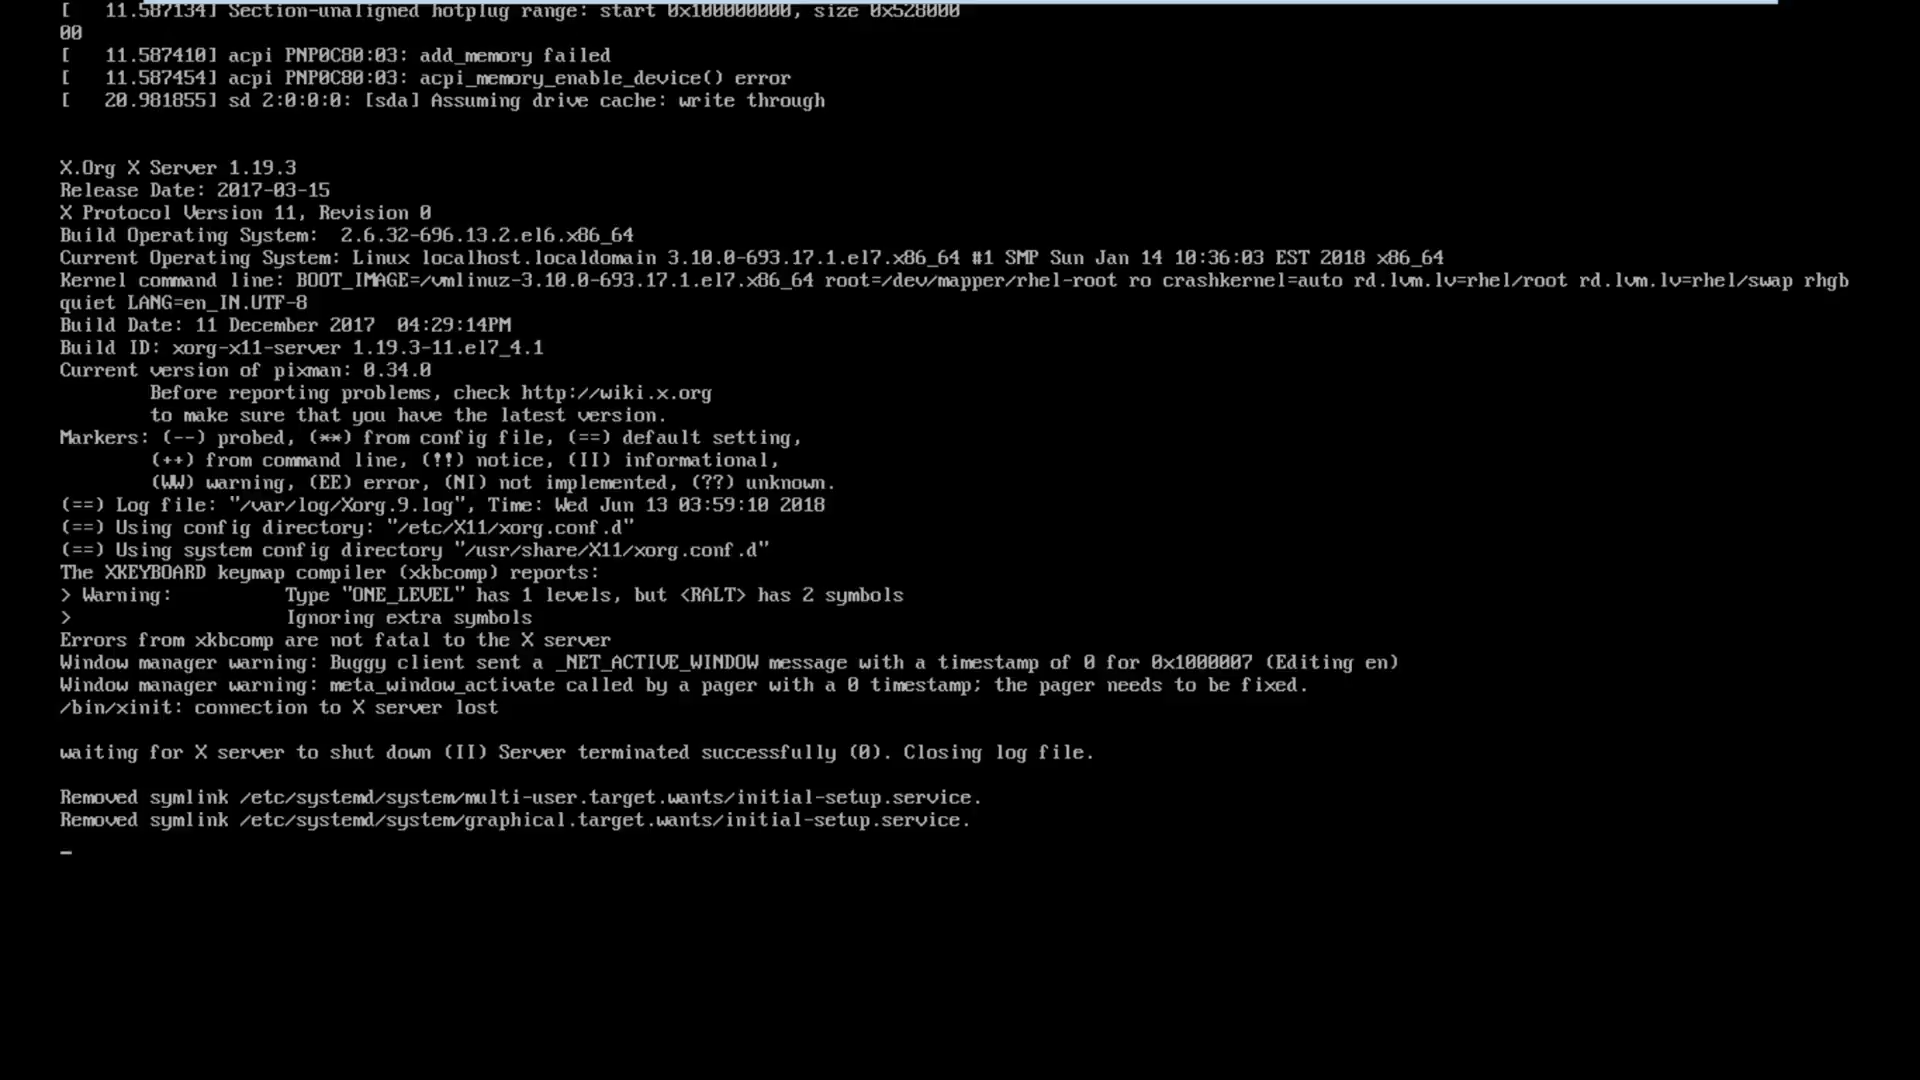 [   11.587134] Section-unaligned hotplug range: start 0x100000000, size 0x528000
00
[   11.587410] acpi PNP0C80:03: add_memory failed
[   11.587454] acpi PNP0C80:03: acpi_memory_enable_device() error
[   20.981855] sd 2:0:0:0: [sda] Assuming drive cache: write through
X.Org X Server 1.19.3
Release Date: 2017-03-15
X Protocol Version 11, Revision 0
Build Operating System:  2.6.32-696.13.2.el6.x86_64
Current Operating System: Linux localhost.localdomain 3.10.0-693.17.1.el7.x86_64 #1 SMP Sun Jan 14 10:36:03 EST 2018 x86_64
Kernel command line: BOOT_IMAGE=/vmlinuz-3.10.0-693.17.1.el7.x86_64 root=/dev/mapper/rhel-root ro crashkernel=auto rd.lvm.lv=rhel/root rd.lvm.lv=rhel/swap rhgb
quiet LANG=en_IN.UTF-8
Build Date: 11 December 2017  04:29:14PM
Build ID: xorg-x11-server 1.19.3-11.el7_4.1
Current version of pixman: 0.34.0
        Before reporting problems, check http://wiki.x.org
        to make sure that you have the latest version.
Markers: (--) probed, (**) from config file, (==) default setting,
        (++) from command line, (!!) notice, (II) informational,
        (WW) warning, (EE) error, (NI) not implemented, (??) unknown.
(==) Log file: "/var/log/Xorg.9.log", Time: Wed Jun 13 03:59:10 2018
(==) Using config directory: "/etc/X11/xorg.conf.d"
(==) Using system config directory "/usr/share/X11/xorg.conf.d"
The XKEYBOARD keymap compiler (xkbcomp) reports:
> Warning:          Type "ONE_LEVEL" has 1 levels, but <RALT> has 2 symbols
>                   Ignoring extra symbols
Errors from xkbcomp are not fatal to the X server
Window manager warning: Buggy client sent a _NET_ACTIVE_WINDOW message with a timestamp of 0 for 0x1000007 (Editing en)
Window manager warning: meta_window_activate called by a pager with a 0 timestamp; the pager needs to be fixed.
/bin/xinit: connection to X server lost
waiting for X server to shut down (II) Server terminated successfully (0). Closing log file.
Removed symlink /etc/systemd/system/multi-user.target.wants/initial-setup.service.
Removed symlink /etc/systemd/system/graphical.target.wants/initial-setup.service.
_